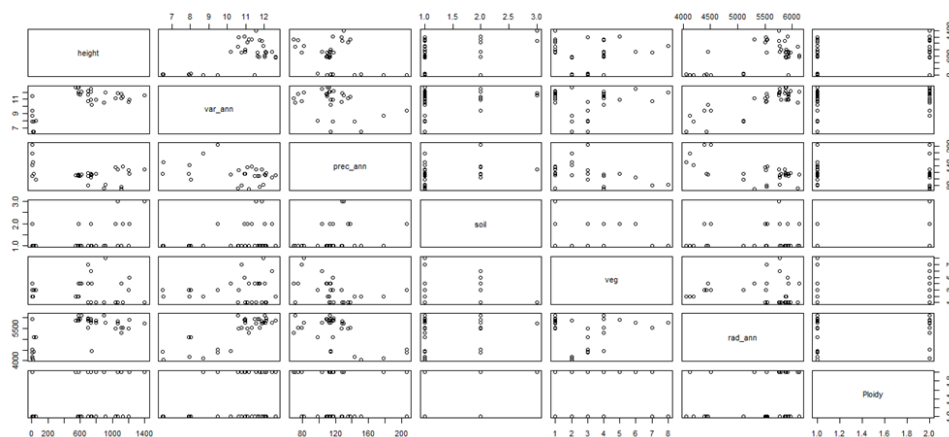 7 8 9 10 11 12
1.0 1.5 2.0 2.5 3.0
4000 4500 5000 5500 6000
height
var_ann
7 9 11
prec_ann
soil
1.0 2.0 3.0
veg
rad_ann
4000 5500
Ploidy
0 200 600 1000 1400
80 120 160 200
1 2 3 4 5 6 7 8
1.0 1.2 1.4 1.6 1.8 2.0